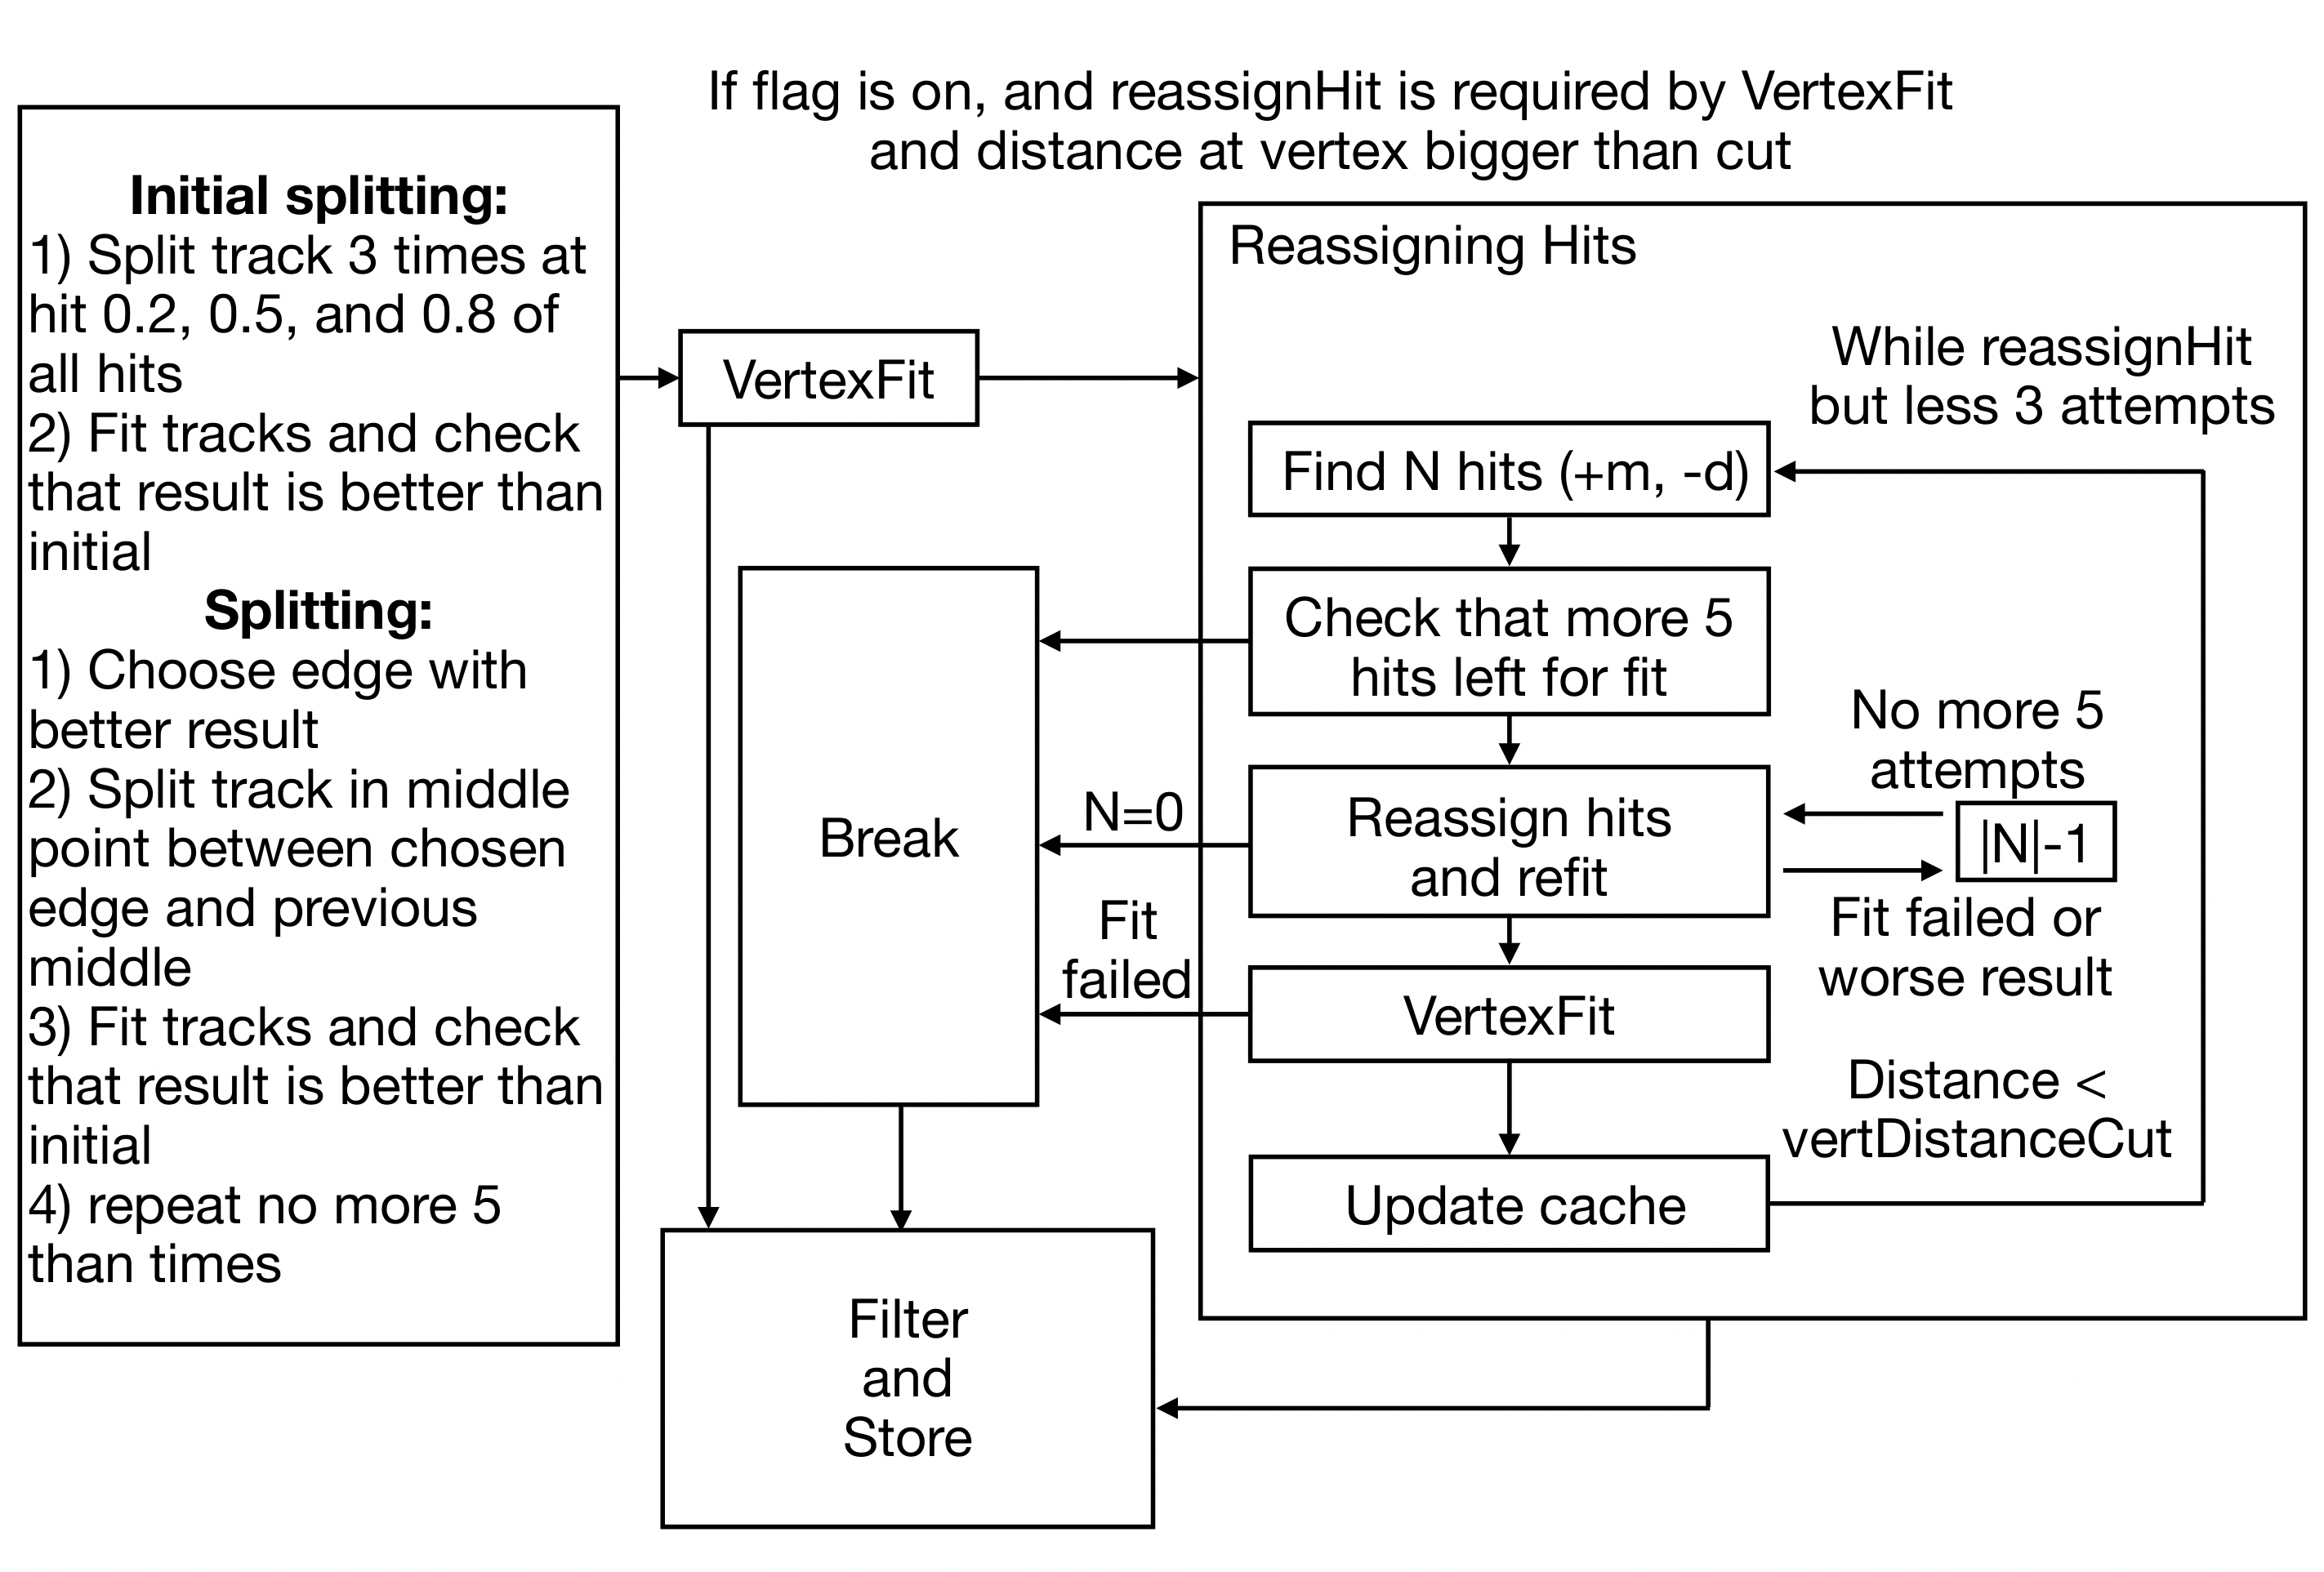 If flag is on, and reassignHit is required by VertexFit
and distance at vertex bigger than cut
Initial splitting:
1) Split track 3 times at
hit 0.2, 0.5, and 0.8 of
all hits
2) Fit tracks and check
that result is better than
initial
Splitting:
1) Choose edge with
better result
2) Split track in middle
point between chosen
edge and previous
middle
3) Fit tracks and check
that result is better than
initial
4) repeat no more 5
than times
VertexFit
Reassigning Hits
While reassignHit
but less 3 attempts
Find N hits (+m, -d)
Check that more 5
hits left for fit
Reassign hits
and refit
No more 5
attempts
|N|-1
Fit failed or
worse result
N=0
Break
Fit
failed
VertexFit
Distance <
vertDistanceCut
Update cache
Filter
and
Store